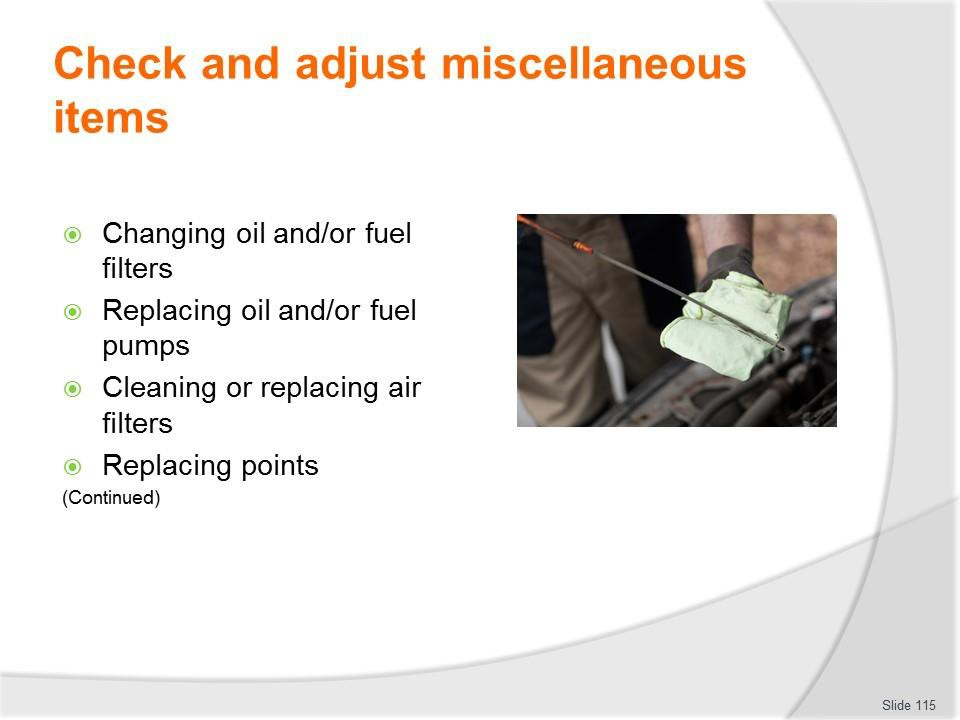 Check and adjust miscellaneous
items
Changing oil and/or fuel
filters
Replacing oil and/or fuel
pumps
Cleaning or replacing air
filters
Replacing points
(Continued)
Slide 115